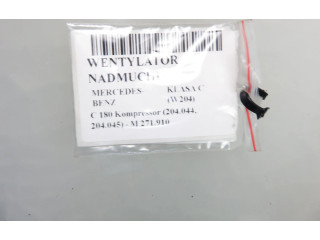 WENTYLATOR
NADMUCHU
MERCEDES- KLASA C
BENZ (W204)
C 180 Kompressor (204.044,
204.045) - M 271.910